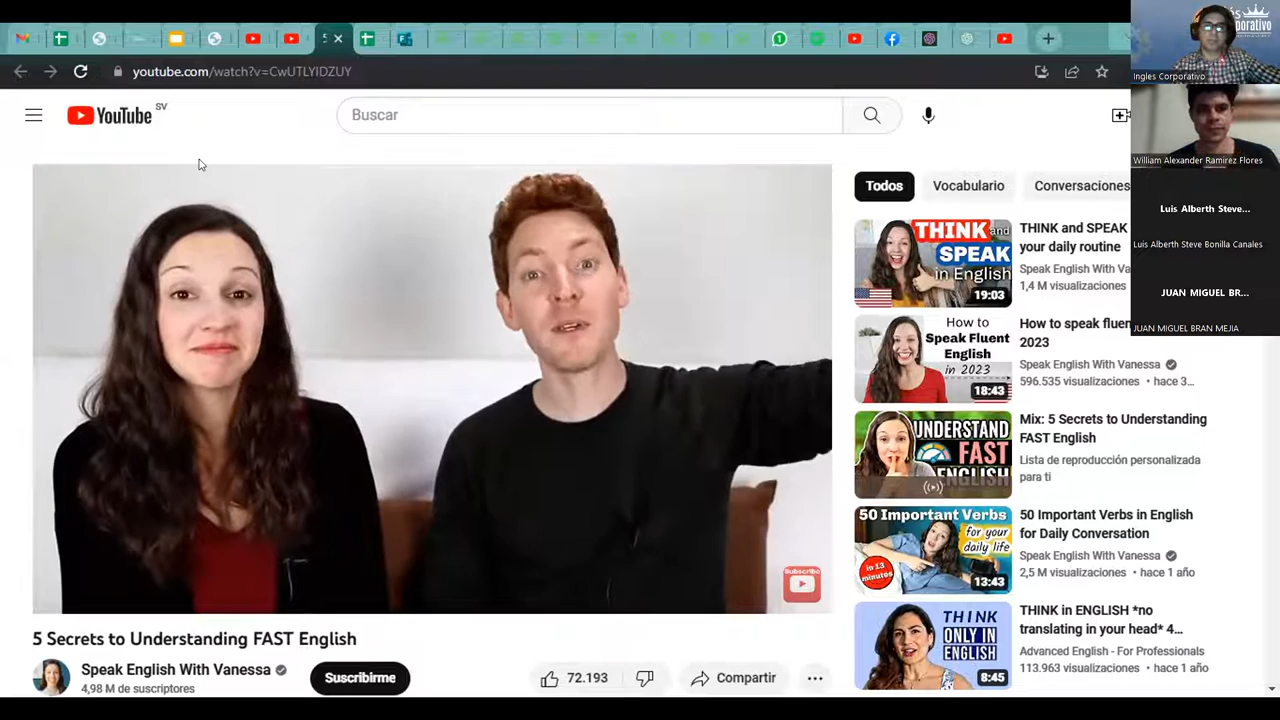 5
1
youtube.com/watch?v=CwUTLYIDZUY
YouTube SV
Buscar
Todos
Vocabulario
Conversaciones
THINK and
SPEAK
in English
19:03
THINK and SPEAK
your daily routine
Speak English With Va
1,4 M visualizaciones
How to
Speak Fluent
English
in 2023
18:43
How to speak fluen
2023
Speak English With Vanessa
596.535 visualizaciones • hace 3...
UNDERSTAND
FAST
ENGLISH
Mix: 5 Secrets to Understanding
FAST English
Lista de reproducción personalizada
para ti
50 Important Verbs
for your
daily life
in 13
minutes
13:43
50 Important Verbs in English
for Daily Conversation
Speak English With Vanessa
2,5 M visualizaciones • hace 1 año
THINK
ONLY IN
ENGLISH
8:45
THINK in ENGLISH *no
translating in your head* 4...
Advanced English - For Professionals
113.963 visualizaciones • hace 1 año
Subscribe
5 Secrets to Understanding FAST English
Speak English With Vanessa
4,98 M de suscriptores
Suscribirme
72.193
Compartir
...
és
orporativo
Ingles Corporativo
William Alexander Ramirez Flores
Luis Alberth Steve...
Luis Alberth Steve Bonilla Canales
JUAN MIGUEL BR...
JUAN MIGUEL BRAN MEJIA